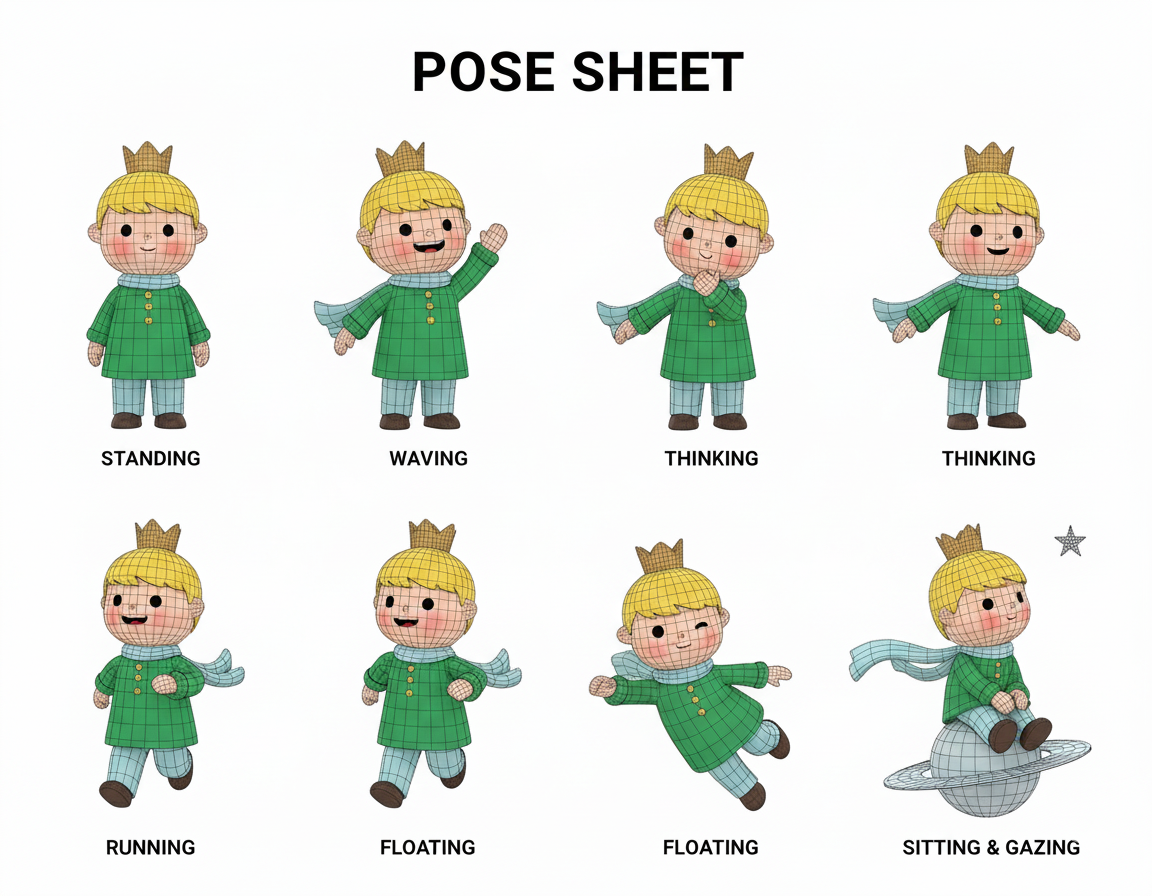 POSE SHEET
STANDING
WAVING
THINKING
THINKING
RUNNING
FLOATING
FLOATING
SITTING & GAZING